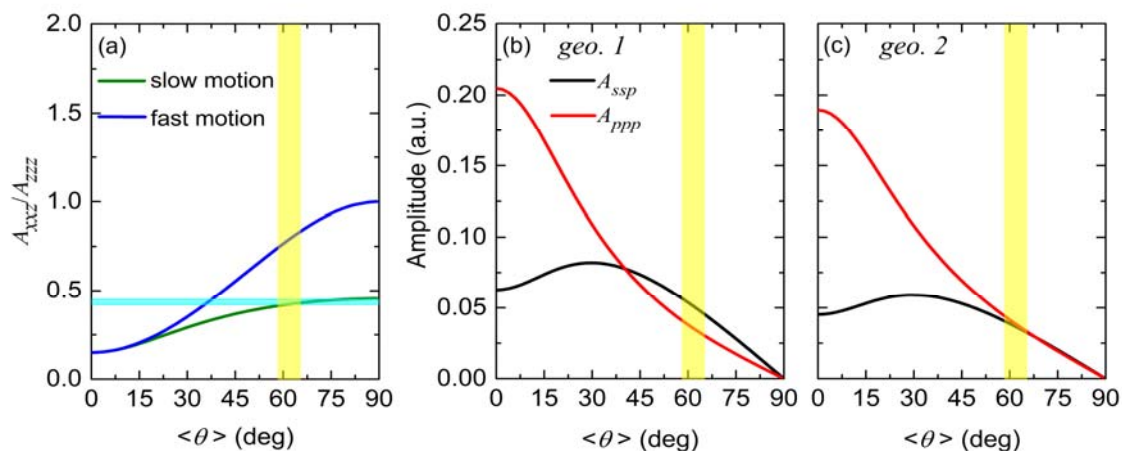 (a)
slow motion
fast motion
A_xxz/A_zzz
2.0
1.5
1.0
0.5
0.0
0 15 30 45 60 75 90
<θ> (deg)
(b) geo. 1
A_ssp
A_ppp
Amplitude (a.u.)
0.25
0.20
0.15
0.10
0.05
0.00
0 15 30 45 60 75 90
<θ> (deg)
(c) geo. 2
0 15 30 45 60 75 90
<θ> (deg)